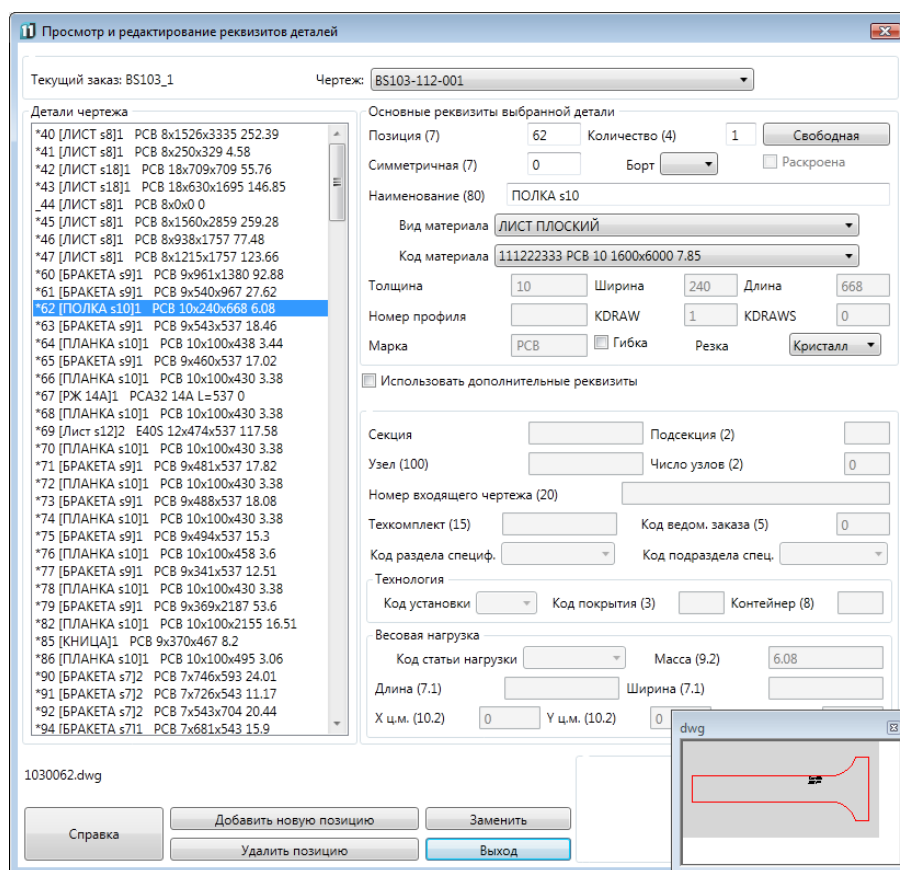 Просмотр и редактирование реквизитов деталей
Текущий заказ: BS103_1
Чертеж: BS103-112-001
Детали чертежа
*40 [ЛИСТ s8]1 PCB 8x1526x3335 252.39
*41 [ЛИСТ s8]1 PCB 8x250x329 4.58
*42 [ЛИСТ s18]1 PCB 18x709x709 55.76
*43 [ЛИСТ s18]1 PCB 18x630x1695 146.85
_44 [ЛИСТ s8]1 PCB 8x0x0 0
*45 [ЛИСТ s8]1 PCB 8x1560x2859 259.28
*46 [ЛИСТ s8]1 PCB 8x938x1757 77.48
*47 [ЛИСТ s8]1 PCB 8x1215x1757 123.66
*60 [БРАКЕТА s9]1 PCB 9x961x1380 92.88
*61 [БРАКЕТА s9]1 PCB 9x540x967 27.62
*62 [ПОЛКА s10]1 PCB 10x240x668 6.08
*63 [БРАКЕТА s9]1 PCB 9x543x537 18.46
*64 [ПЛАНКА s10]1 PCB 10x100x438 3.44
*65 [БРАКЕТА s9]1 PCB 9x460x537 17.02
*66 [ПЛАНКА s10]1 PCB 10x100x430 3.38
*67 [РЖ 14А]1 PCA32 14A L=537 0
*68 [ПЛАНКА s10]1 PCB 10x100x430 3.38
*69 [Лист s12]2 E40S 12x474x537 117.58
*70 [ПЛАНКА s10]1 PCB 10x100x430 3.38
*71 [БРАКЕТА s9]1 PCB 9x481x537 17.82
*72 [ПЛАНКА s10]1 PCB 10x100x430 3.38
*73 [БРАКЕТА s9]1 PCB 9x488x537 18.08
*74 [ПЛАНКА s10]1 PCB 10x100x430 3.38
*75 [БРАКЕТА s9]1 PCB 9x494x537 15.3
*76 [ПЛАНКА s10]1 PCB 10x100x458 3.6
*77 [БРАКЕТА s9]1 PCB 9x341x537 12.51
*78 [ПЛАНКА s10]1 PCB 10x100x430 3.38
*79 [БРАКЕТА s9]1 PCB 9x369x2187 53.6
*82 [ПЛАНКА s10]1 PCB 10x100x2155 16.51
*85 [КНИЦА]1 PCB 9x370x467 8.2
*86 [ПЛАНКА s10]1 PCB 10x100x495 3.06
*90 [БРАКЕТА s7]2 PCB 7x746x593 24.01
*91 [БРАКЕТА s7]2 PCB 7x726x543 11.17
*92 [БРАКЕТА s7]2 PCB 7x543x704 20.44
*94 [БРАКЕТА s7]1 PCB 7x681x543 15.9
Основные реквизиты выбранной детали
Позиция (7) 62 Количество (4) 1 Свободная
Симметричная (7) 0 Борт Раскроена
Наименование (80) ПОЛКА s10
Вид материала ЛИСТ ПЛОСКИЙ
Код материала 111222333 PCB 10 1600x6000 7.85
Толщина 10 Ширина 240 Длина 668
Номер профиля KDRAW 1 KDRAWS 0
Марка PCB Гибка Резка Кристалл
Использовать дополнительные реквизиты
Секция Подсекция (2)
Узел (100) Число узлов (2) 0
Номер входящего чертежа (20)
Техкомплект (15) Код ведом. заказа (5) 0
Код раздела специф. Код подраздела спец.
Технология
Код установки Код покрытия (3) Контейнер (8)
Весовая нагрузка
Код статьи нагрузки Масса (9.2) 6.08
Длина (7.1) Ширина (7.1)
X ц.м. (10.2) 0 Y ц.м. (10.2) 0
dwg
1030062.dwg
Справка
Добавить новую позицию
Заменить
Удалить позицию
Выход